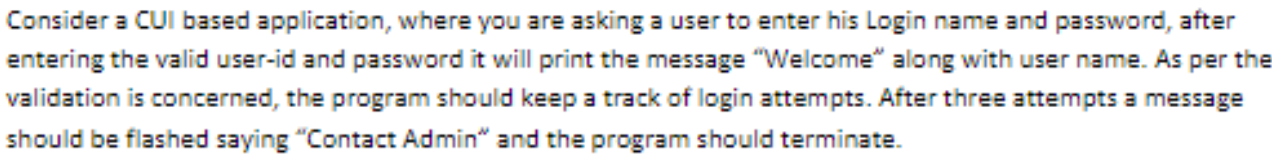 Consider a CUI based application, where you are asking a user to enter his Login name and password, after
entering the valid user-id and password it will print the message “Welcome” along with user name. As per the
validation is concerned, the program should keep a track of login attempts. After three attempts a message
should be flashed saying “Contact Admin” and the program should terminate.